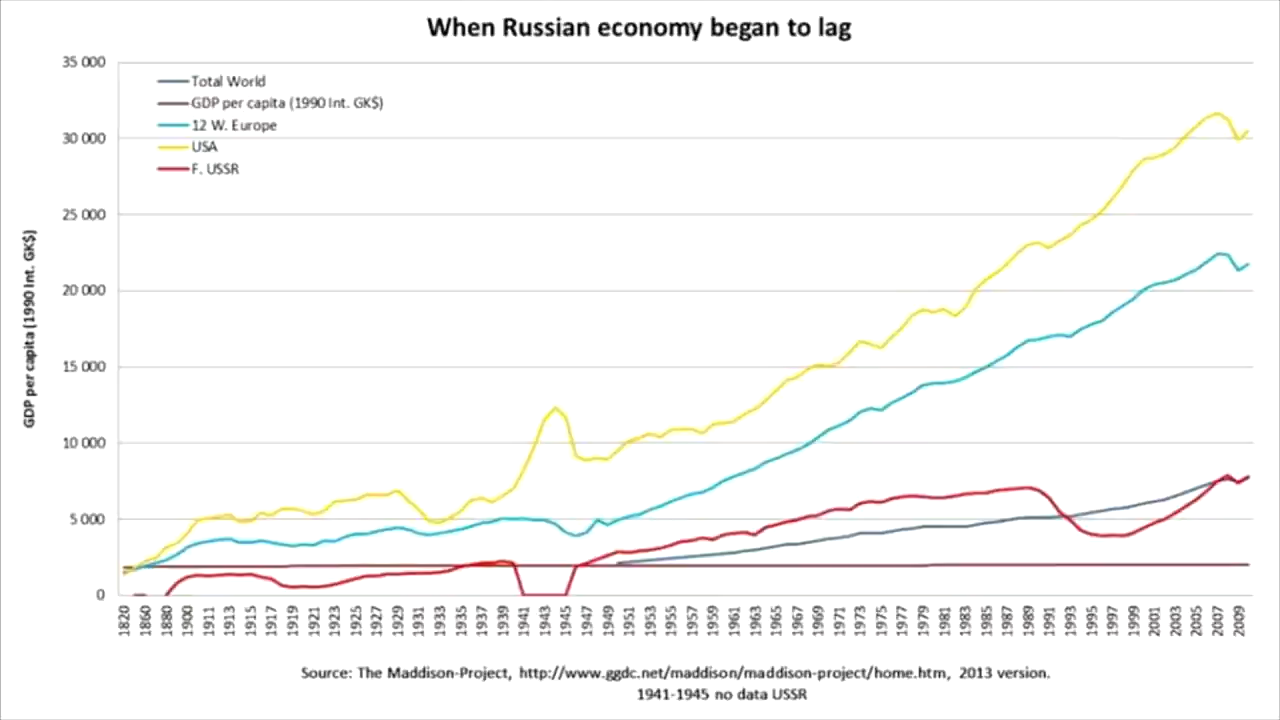 When Russian economy began to lag
35 000
30 000
25 000
20 000
15 000
10 000
5 000
0
GDP per capita (1990 Int. GK$)
Total World
GDP per capita (1990 Int. GK$)
12 W. Europe
USA
F. USSR
1820 1860 1880 1900 1911 1913 1915 1917 1919 1921 1923 1925 1927 1929 1931 1933 1935 1937 1939 1941 1943 1945 1947 1949 1951 1953 1955 1957 1959 1961 1963 1965 1967 1969 1971 1973 1975 1977 1979 1981 1983 1985 1987 1989 1991 1993 1995 1997 1999 2001 2003 2005 2007 2009
Source: The Maddison-Project, http://www.ggdc.net/maddison/maddison-project/home.htm, 2013 version.
1941-1945 no data USSR